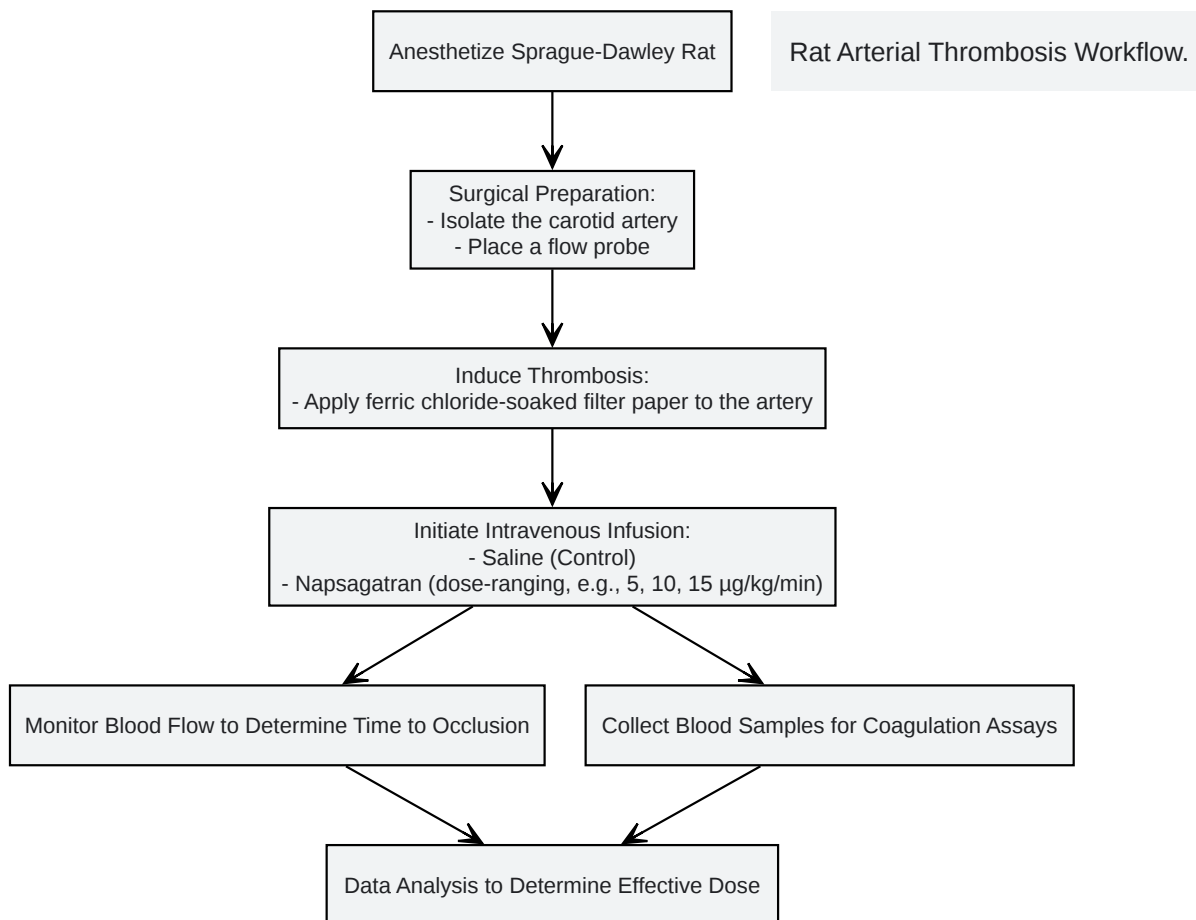 Anesthetize Sprague-Dawley Rat
Rat Arterial Thrombosis Workflow.
Surgical Preparation:
- Isolate the carotid artery
- Place a flow probe
Induce Thrombosis:
- Apply ferric chloride-soaked filter paper to the artery
Initiate Intravenous Infusion:
- Saline (Control)
- Napsagatran (dose-ranging, e.g., 5, 10, 15 µg/kg/min)
Monitor Blood Flow to Determine Time to Occlusion
Collect Blood Samples for Coagulation Assays
Data Analysis to Determine Effective Dose